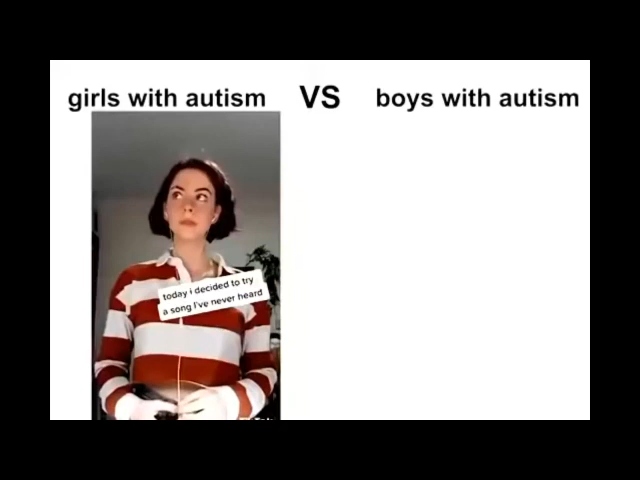 girls with autism VS boys with autism
today i decided to try
a song I've never heard